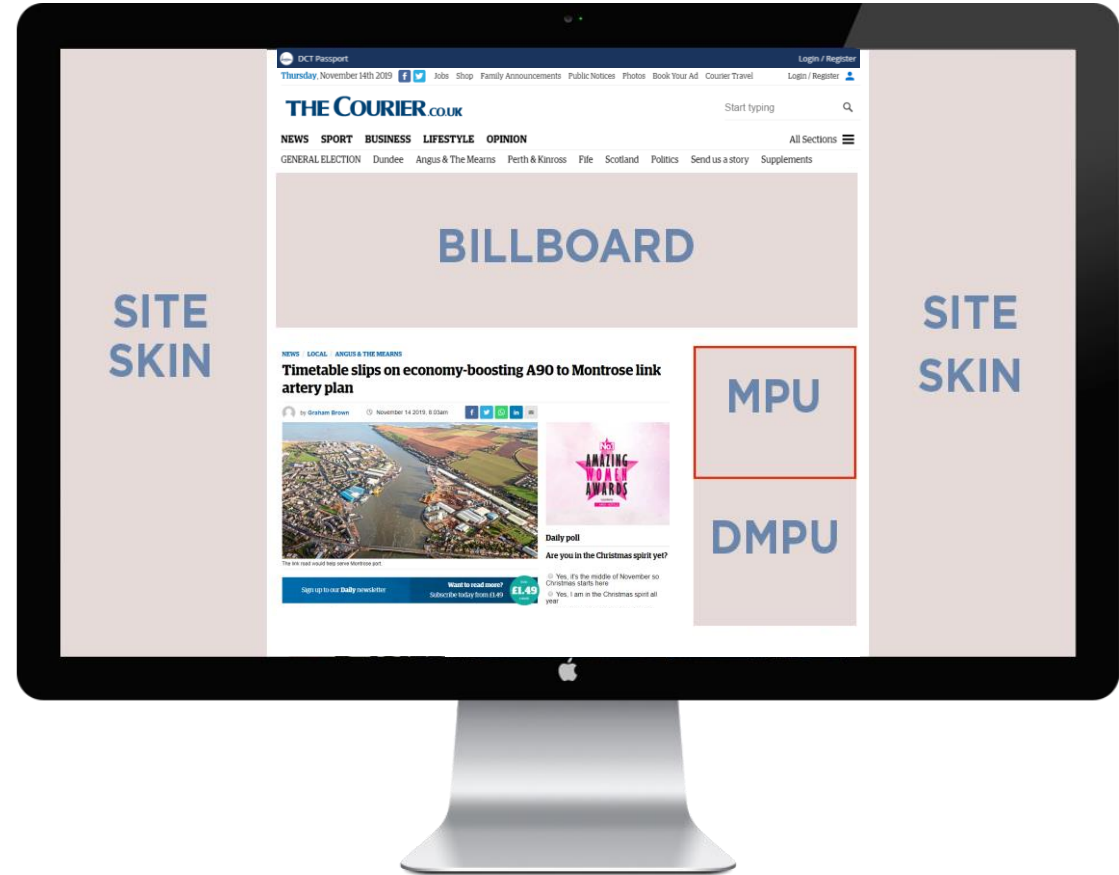 DCT Passport Login / Register
Thursday, November 14th 2019 Jobs Shop Family Announcements Public Notices Photos Book Your Ad Courier Travel Login / Register
THE COURIER.CO.UK Start typing
NEWS SPORT BUSINESS LIFESTYLE OPINION All Sections
GENERAL ELECTION Dundee Angus & The Mearns Perth & Kinross Fife Scotland Politics Send us a story Supplements
BILLBOARD
SITE
SKIN
SITE
SKIN
NEWS LOCAL ANGUS & THE MEARNS
Timetable slips on economy-boosting A90 to Montrose link
artery plan
by Graham Brown November 14 2019, 8.03am
The link road would help serve Montrose port.
Sign up to our Daily newsletter
Want to read more?
Subscribe today from £1.49
£1.49
No1
AMAZING
WOMEN
AWARDS
Daily poll
Are you in the Christmas spirit yet?
Yes, it's the middle of November so
Christmas starts here
Yes, I am in the Christmas spirit all
year
MPU
DMPU